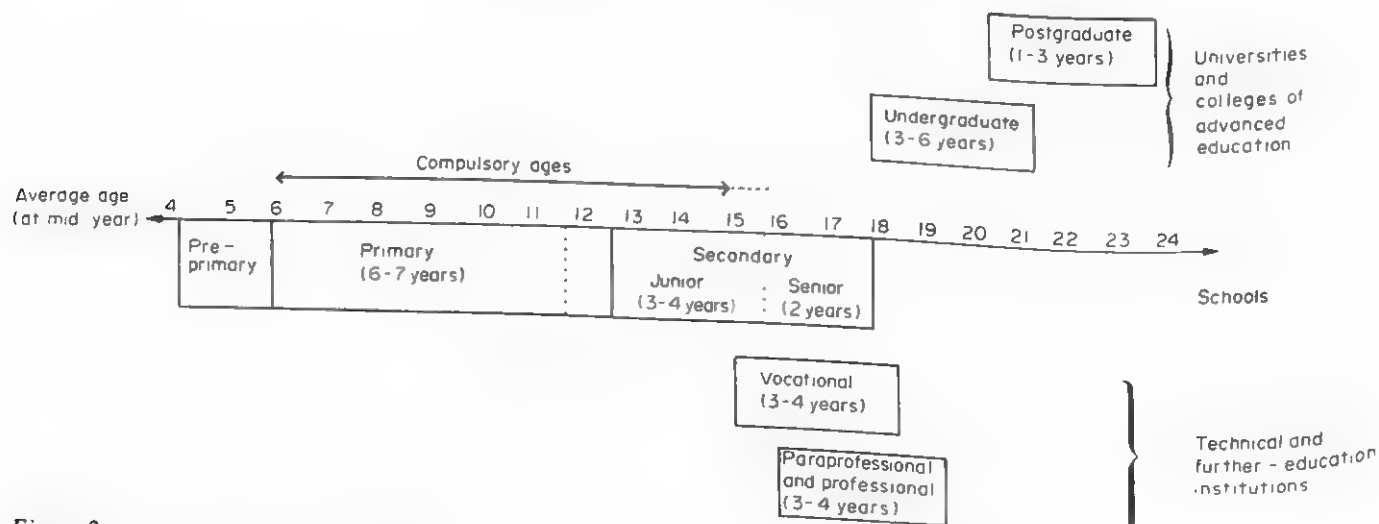 Postgraduate
(1-3 years)
Universities
and
colleges of
advanced
education
Undergraduate
(3-6 years)
Compulsory ages
Average age
(at mid year)
4 5 6 7 8 9 10 11 12 13 14 15 16 17 18 19 20 21 22 23 24
Pre-
primary
Primary
(6-7 years)
Secondary
Junior
(3-4 years)
Senior
(2 years)
Schools
Vocational
(3-4 years)
Paraprofessional
and professional
(3-4 years)
Technical and
further-education
institutions